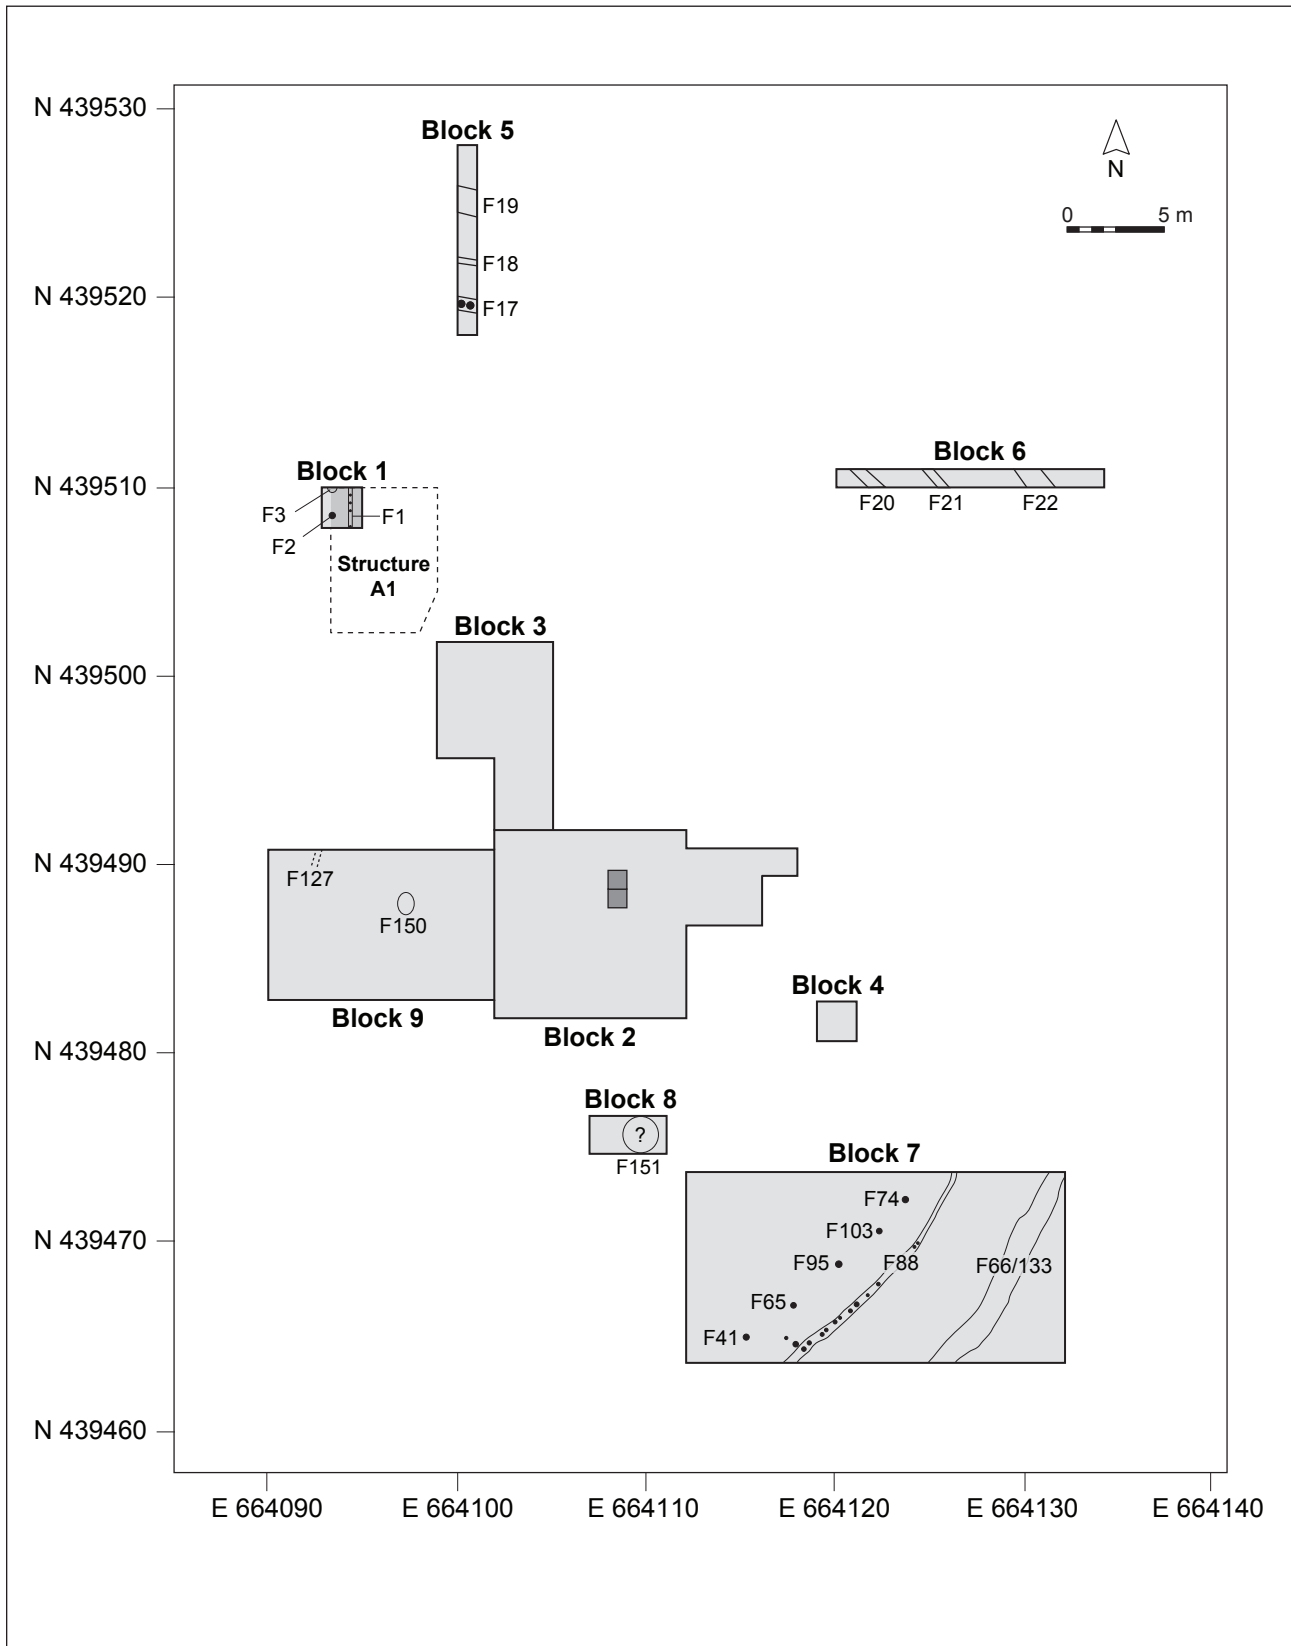 N 439530
Block 5
N
0 5 m
F19
F18
N 439520
F17
Block 6
Block 1
N 439510
F3
F1
F20
F21
F22
F2
Structure
A1
Block 3
N 439500
N 439490
F127
F150
Block 4
Block 9
Block 2
N 439480
Block 8
?
F151
Block 7
F74
F103
N 439470
F95
F88
F66/133
F65
F41
N 439460
E 664090
E 664100
E 664110
E 664120
E 664130
E 664140